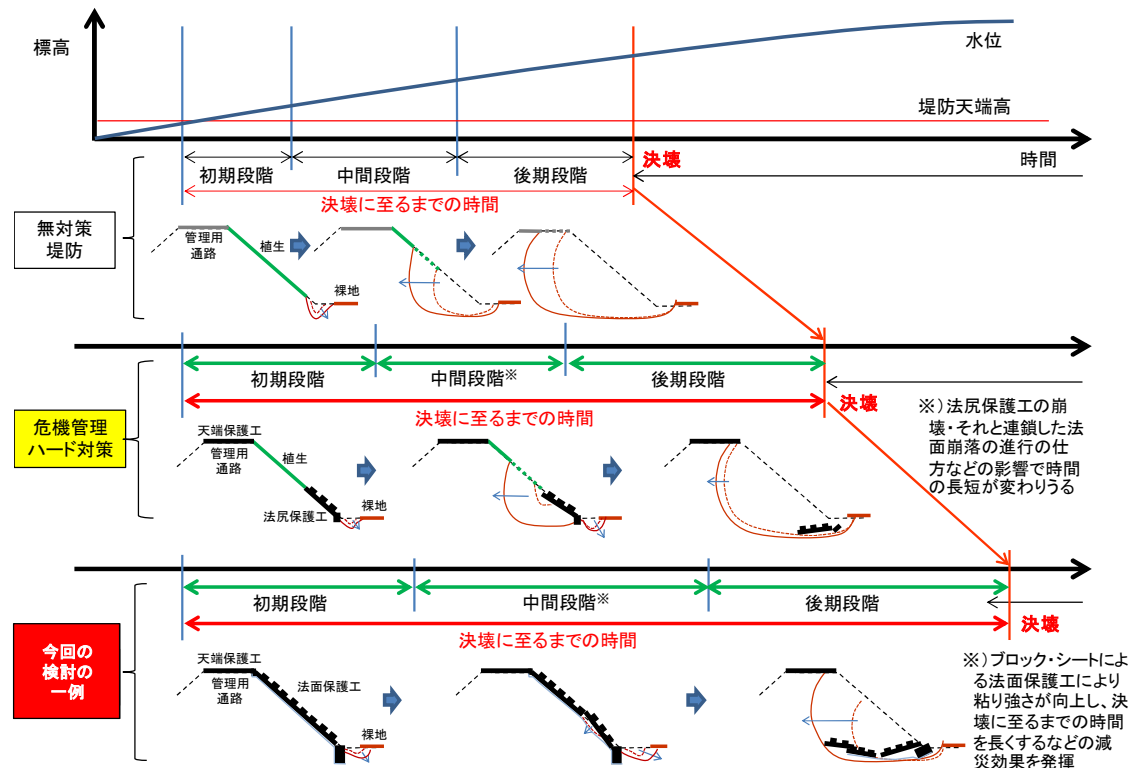 標高
水位
堤防天端高
時間
初期段階
中間段階
後期段階
決壊
決壊に至るまでの時間
無対策
堤防
管理用
通路
植生
裸地
初期段階
中間段階※
後期段階
決壊に至るまでの時間
決壊
危機管理
ハード対策
天端保護工
管理用
通路
植生
法尻保護工
裸地
※）法尻保護工の崩
壊・それと連鎖した法
面崩落の進行の仕
方などの影響で時間
の長短が変わりうる
初期段階
中間段階※
後期段階
決壊に至るまでの時間
決壊
今回の
検討の
一例
天端保護工
管理用
通路
法面保護工
裸地
※）ブロック・シートによ
る法面保護工により
粘り強さが向上し、決
壊に至るまでの時間
を長くするなどの減
災効果を発揮